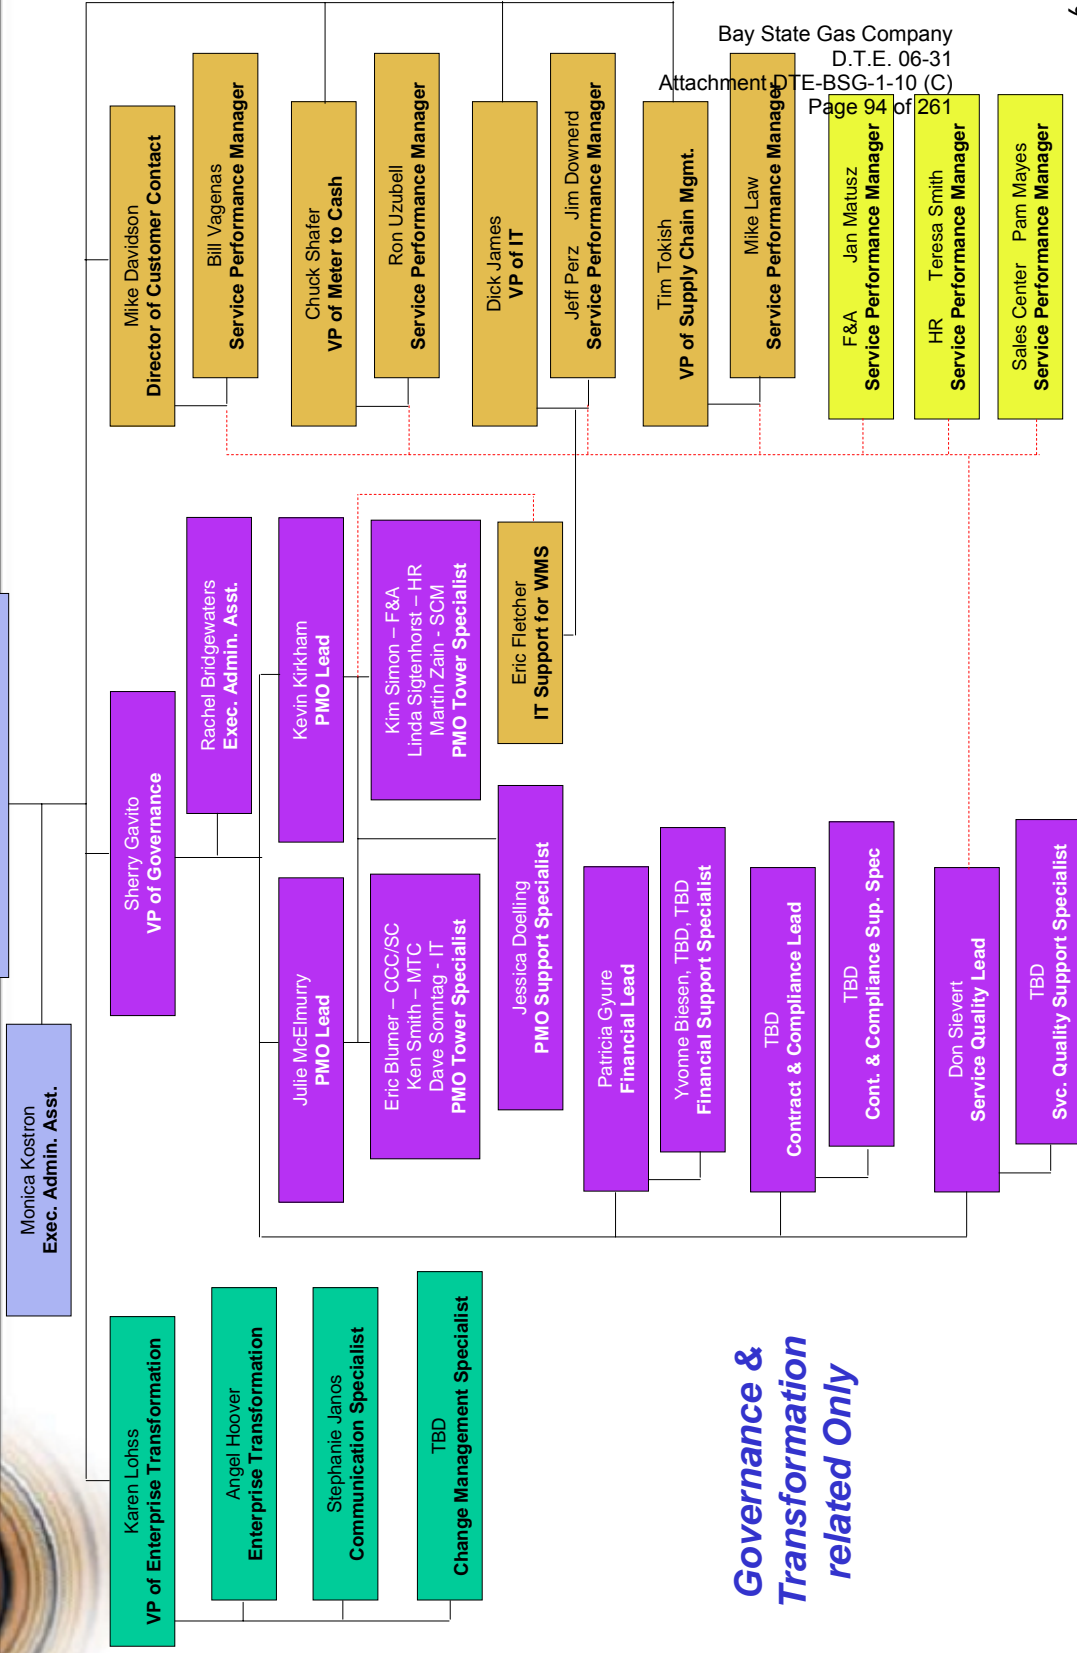 Bay State Gas Company
D.T.E. 06-31
Attachment DTE-BSG-1-10 (C)
Page 94 of 261
Monica Kostron
Exec. Admin. Asst.
Karen Lohss
VP of Enterprise Transformation
Angel Hoover
Enterprise Transformation
Stephanie Janos
Communication Specialist
TBD
Change Management Specialist
Sherry Gavito
VP of Governance
Rachel Bridgewaters
Exec. Admin. Asst.
Julie McElmurry
PMO Lead
Kevin Kirkham
PMO Lead
Eric Blumer – CCC/SC
Ken Smith – MTC
Dave Sonntag - IT
PMO Tower Specialist
Kim Simon – F&A
Linda Sigtenhorst – HR
Martin Zain - SCM
PMO Tower Specialist
Jessica Doelling
PMO Support Specialist
Eric Fletcher
IT Support for WMS
Patricia Gyure
Financial Lead
Yvonne Biesen, TBD, TBD
Financial Support Specialist
TBD
Contract & Compliance Lead
TBD
Cont. & Compliance Sup. Spec
Don Sievert
Service Quality Lead
TBD
Svc. Quality Support Specialist
Mike Davidson
Director of Customer Contact
Bill Vagenas
Service Performance Manager
Chuck Shafer
VP of Meter to Cash
Ron Uzubell
Service Performance Manager
Dick James
VP of IT
Jeff Perz Jim Downerd
Service Performance Manager
Tim Tokish
VP of Supply Chain Mgmt.
Mike Law
Service Performance Manager
F&A Jan Matusz
Service Performance Manager
HR Teresa Smith
Service Performance Manager
Sales Center Pam Mayes
Service Performance Manager
Governance &
Transformation
related Only